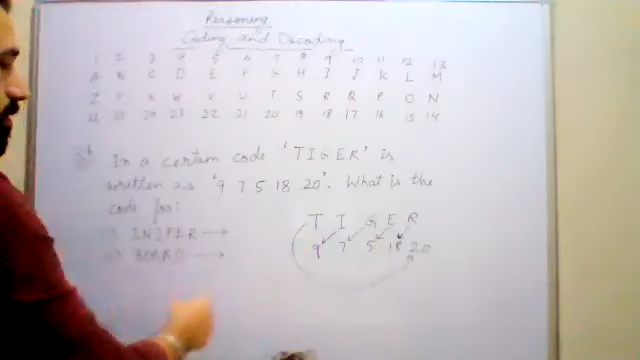 Reasoning
Coding and Decoding
1 2 3 4 5 6 7 8 9 10 11 12 13
A B C D E F G H I J K L M
Z Y X W V U T S R Q P O N
26 25 24 23 22 21 20 19 18 17 16 15 14
In a certain code 'TIGER' is
written as '9 7 5 18 20'. What is the
code for:
SNIPER →
BOARD →
T I G E R
9 7 5 18 20